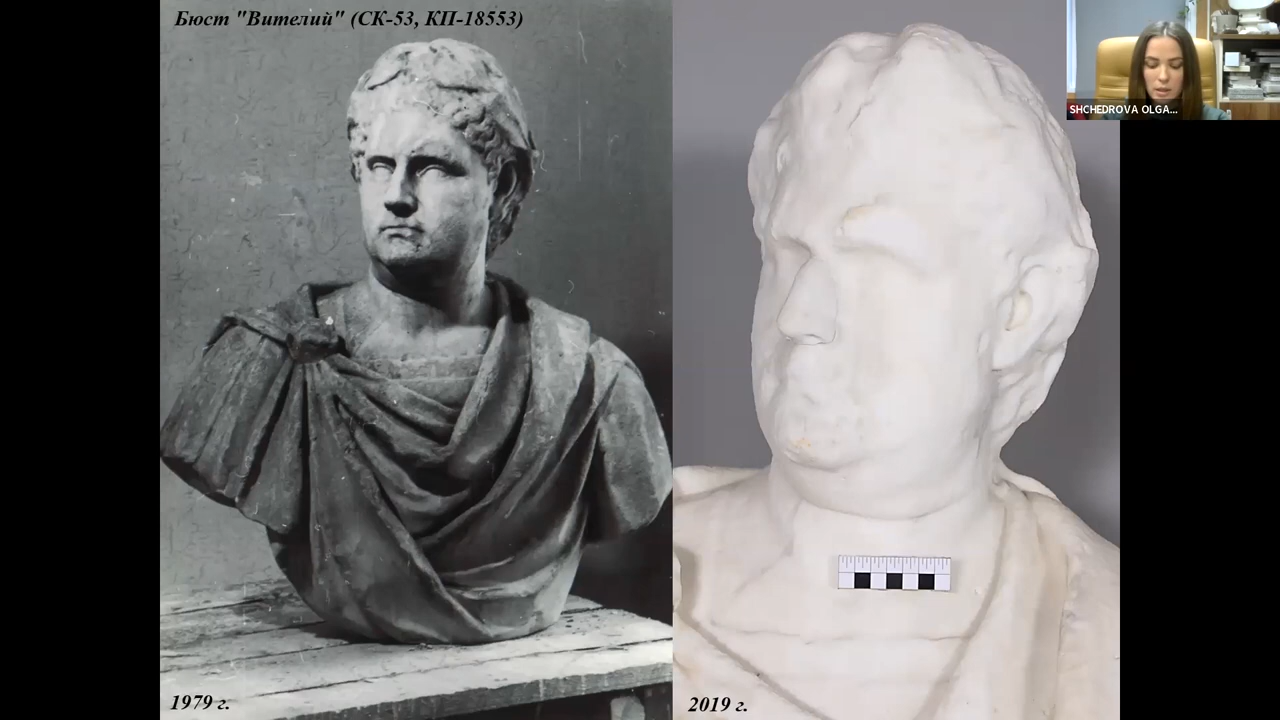 Бюст "Вителий" (СК-53, КП-18553)
SHCHEDROVA OLGA...
1979 г.
2019 г.